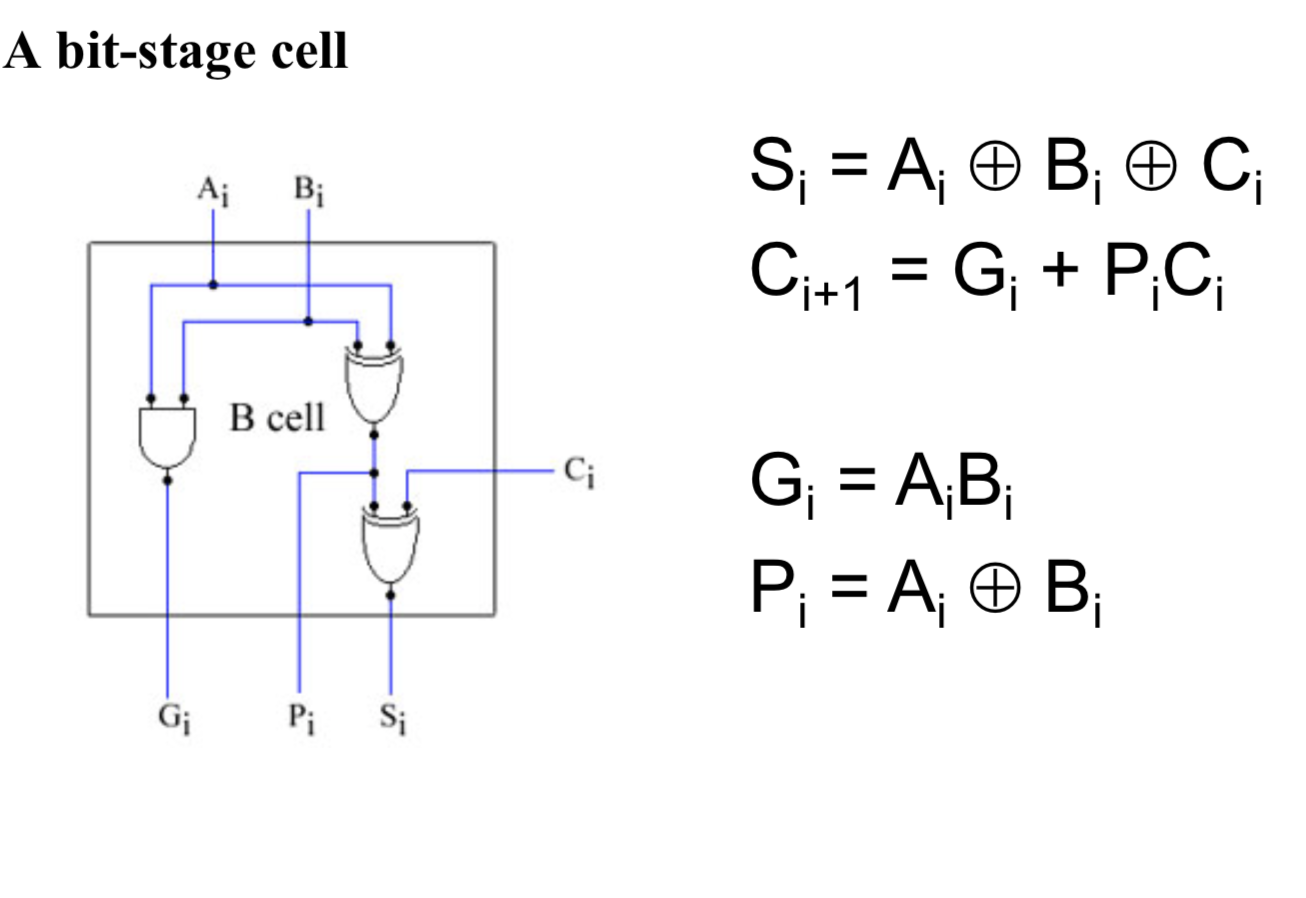 A bit-stage cell
Aᵢ Bᵢ
B cell
Cᵢ
Gᵢ Pᵢ Sᵢ
Sᵢ = Aᵢ ⊕ Bᵢ ⊕ Cᵢ
Cᵢ₊₁ = Gᵢ + PᵢCᵢ
Gᵢ = AᵢBᵢ
Pᵢ = Aᵢ ⊕ Bᵢ